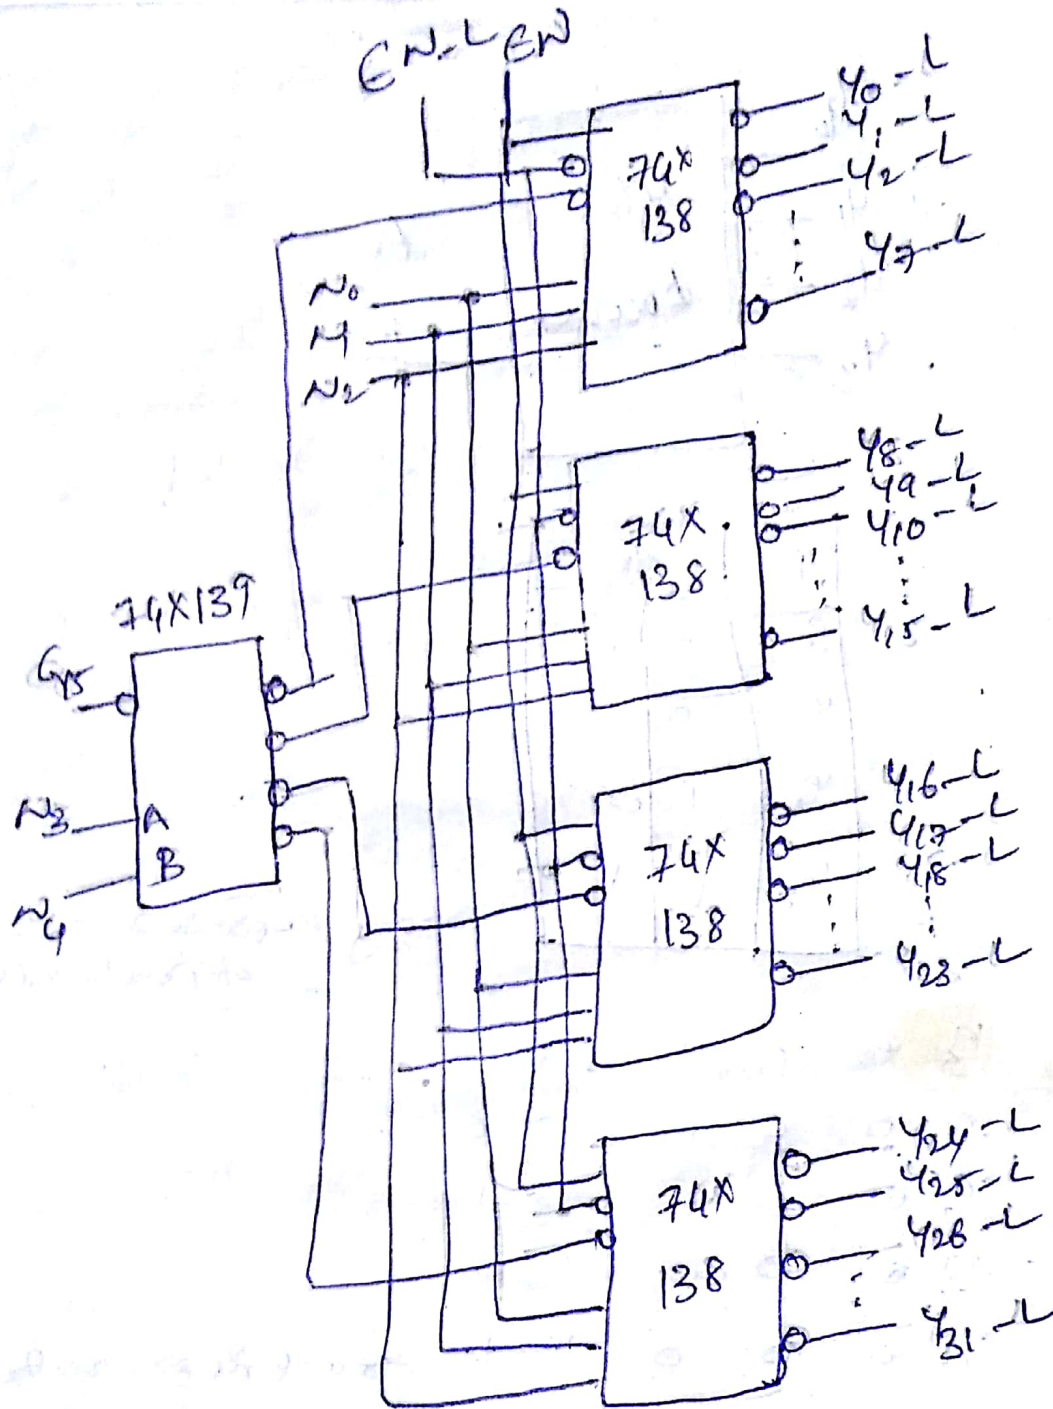 EN-L EN
Y0-L
Y1-L
Y2-L
74X
138
Y7-L
N0
N1
N2
Y8-L
Y9-L
Y10-L
74X
138
Y15-L
74X139
N3
A
B
N4
Y16-L
Y17-L
Y18-L
74X
138
Y23-L
Y24-L
Y25-L
Y26-L
74X
138
Y31-L